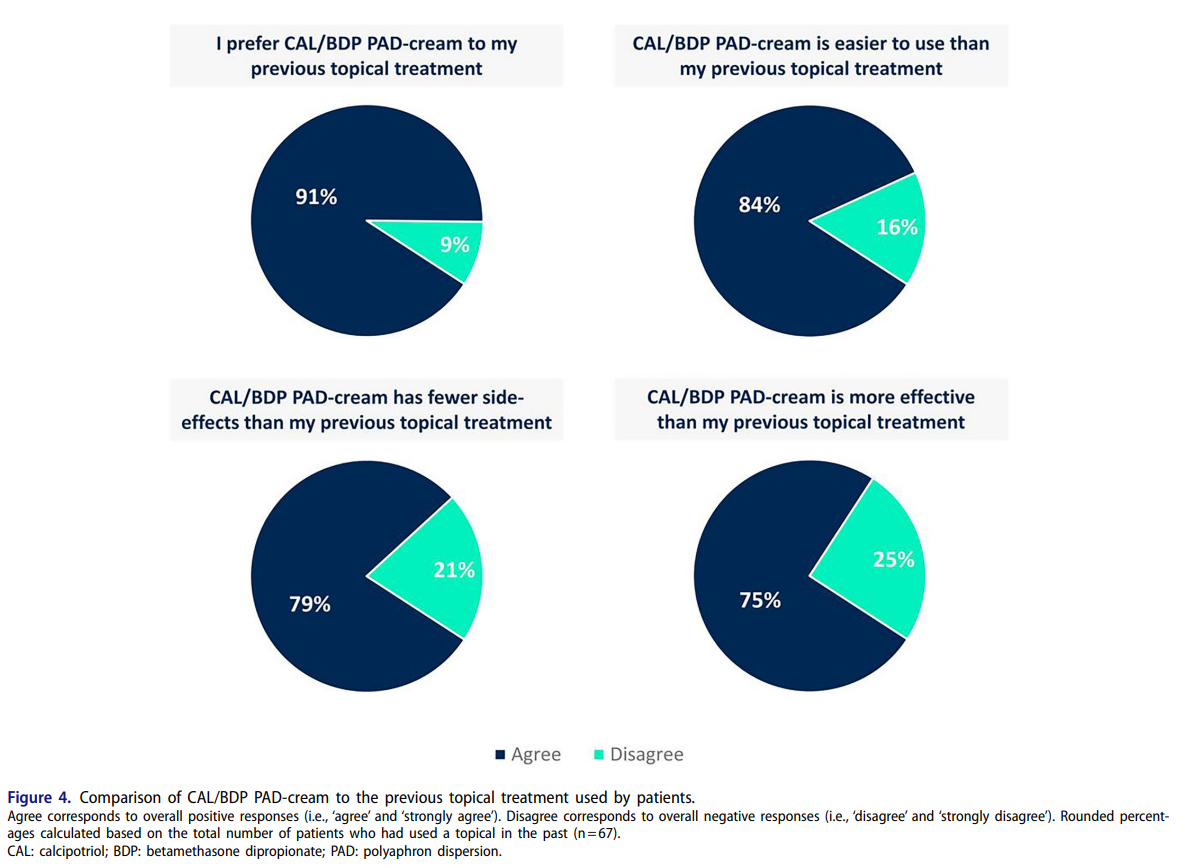 I prefer CAL/BDP PAD-cream to my
previous topical treatment
CAL/BDP PAD-cream is easier to use than
my previous topical treatment
91%
9%
84%
16%
CAL/BDP PAD-cream has fewer side-
effects than my previous topical treatment
CAL/BDP PAD-cream is more effective
than my previous topical treatment
79%
21%
75%
25%
Agree Disagree
Figure 4. Comparison of CAL/BDP PAD-cream to the previous topical treatment used by patients.
Agree corresponds to overall positive responses (i.e., ‘agree’ and ‘strongly agree’). Disagree corresponds to overall negative responses (i.e., ‘disagree’ and ‘strongly disagree’). Rounded percent-
ages calculated based on the total number of patients who had used a topical in the past (n=67).
CAL: calcipotriol; BDP: betamethasone dipropionate; PAD: polyaphron dispersion.